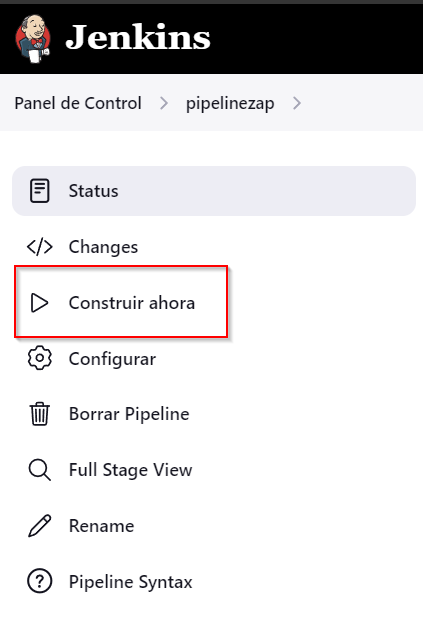 Jenkins
Panel de Control > pipelinezap >
Status
Changes
Construir ahora
Configurar
Borrar Pipeline
Full Stage View
Rename
Pipeline Syntax